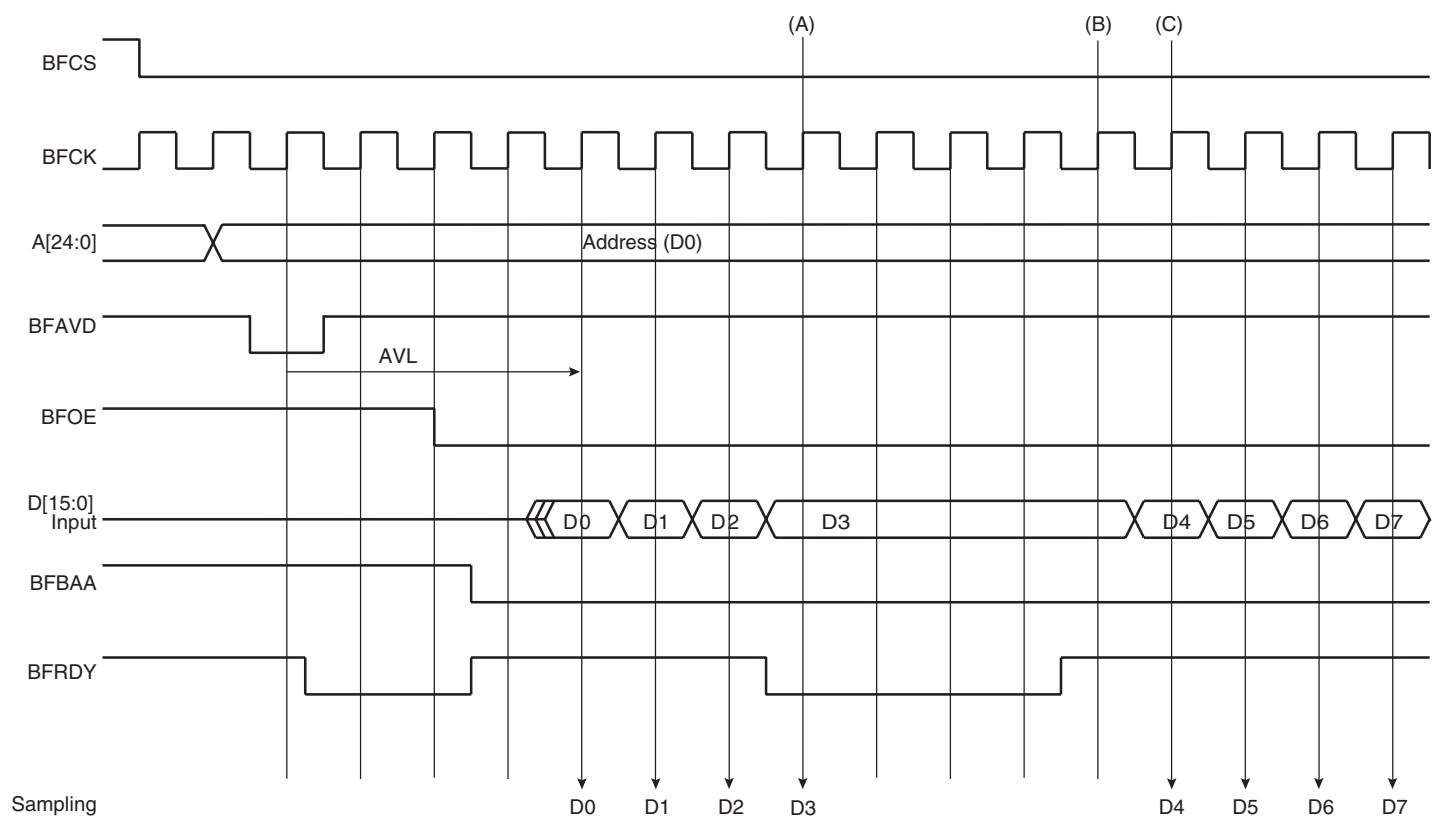 (A) (B) (C)
BFCS
BFCK
A[24:0] Address (D0)
BFAVD
AVL
BFOE
D[15:0]
Input D0 D1 D2 D3 D4 D5 D6 D7
BFBAA
BFRDY
Sampling D0 D1 D2 D3 D4 D5 D6 D7